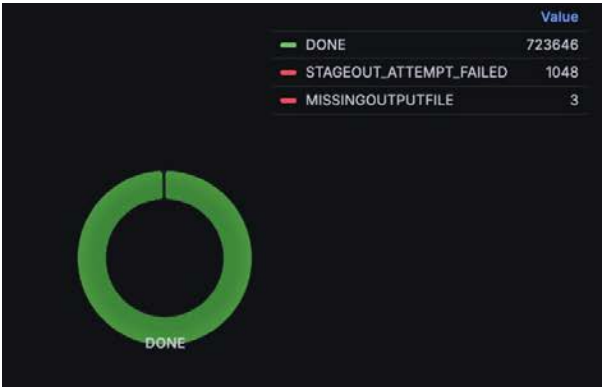 Value
DONE 723646
STAGEOUT_ATTEMPT_FAILED 1048
MISSINGOUTPUTFILE 3
DONE